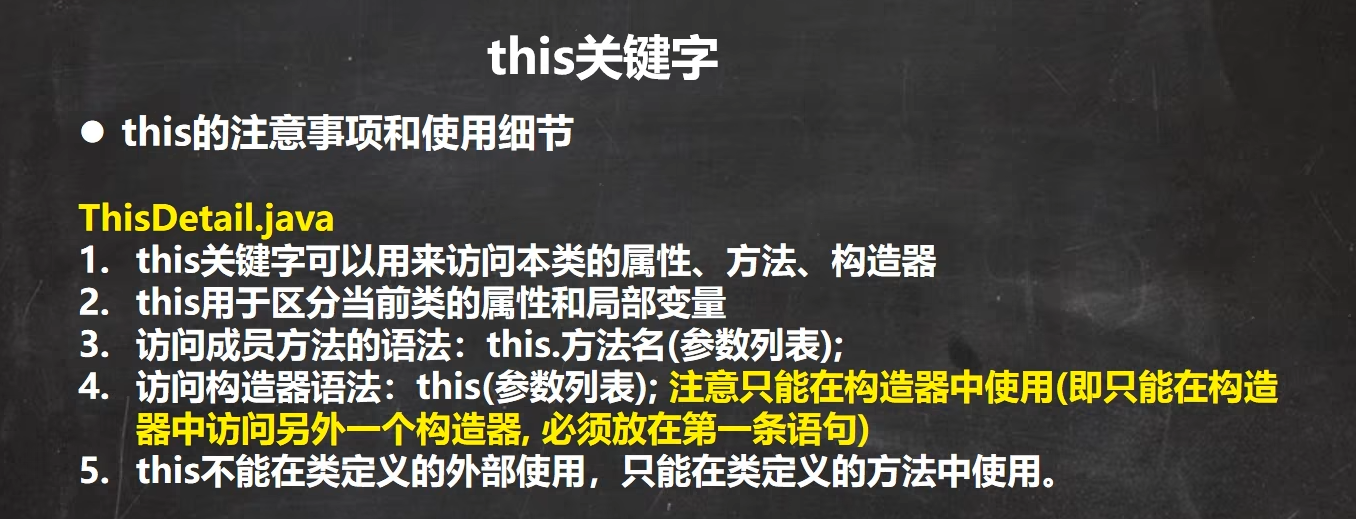 this关键字
● this的注意事项和使用细节
ThisDetail.java
1. this关键字可以用来访问本类的属性、方法、构造器
2. this用于区分当前类的属性和局部变量
3. 访问成员方法的语法：this.方法名(参数列表);
4. 访问构造器语法：this(参数列表); 注意只能在构造器中使用(即只能在构造
器中访问另外一个构造器, 必须放在第一条语句)
5. this不能在类定义的外部使用，只能在类定义的方法中使用。